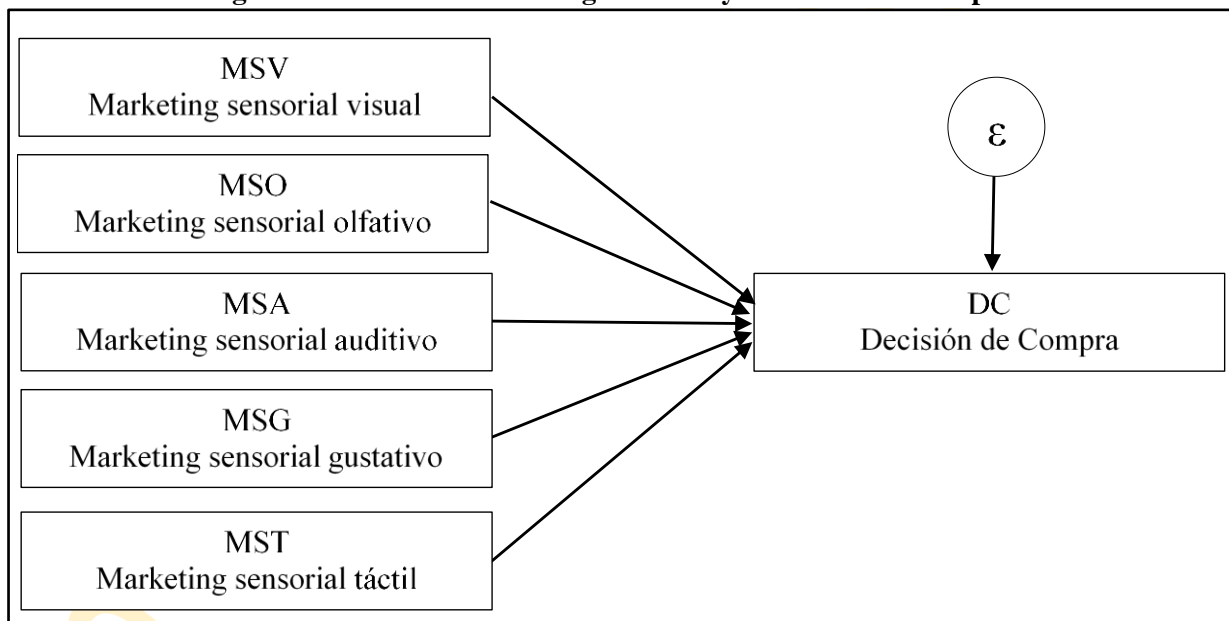 MSV
Marketing sensorial visual
MSO
Marketing sensorial olfativo
MSA
Marketing sensorial auditivo
MSG
Marketing sensorial gustativo
MST
Marketing sensorial táctil
ε
DC
Decisión de Compra